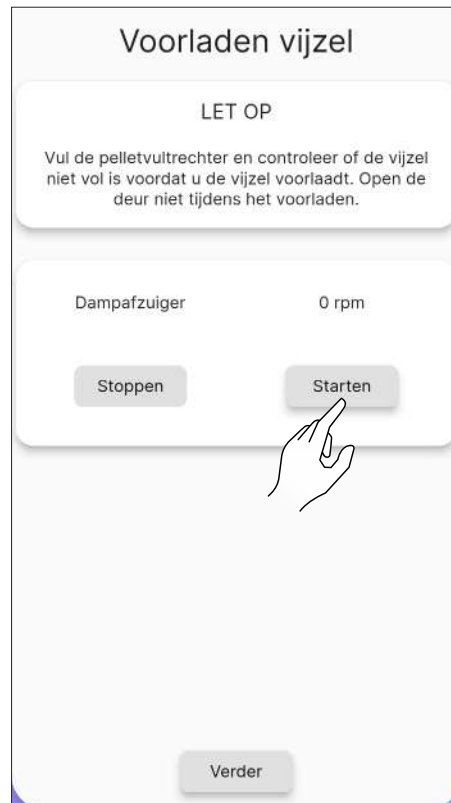 Voorladen vijzel
LET OP
Vul de pelletvultrechter en controleer of de vijzel
niet vol is voordat u de vijzel voorlaadt. Open de
deur niet tijdens het voorladen.
Dampafzuiger 0 rpm
Stoppen Starten
Verder